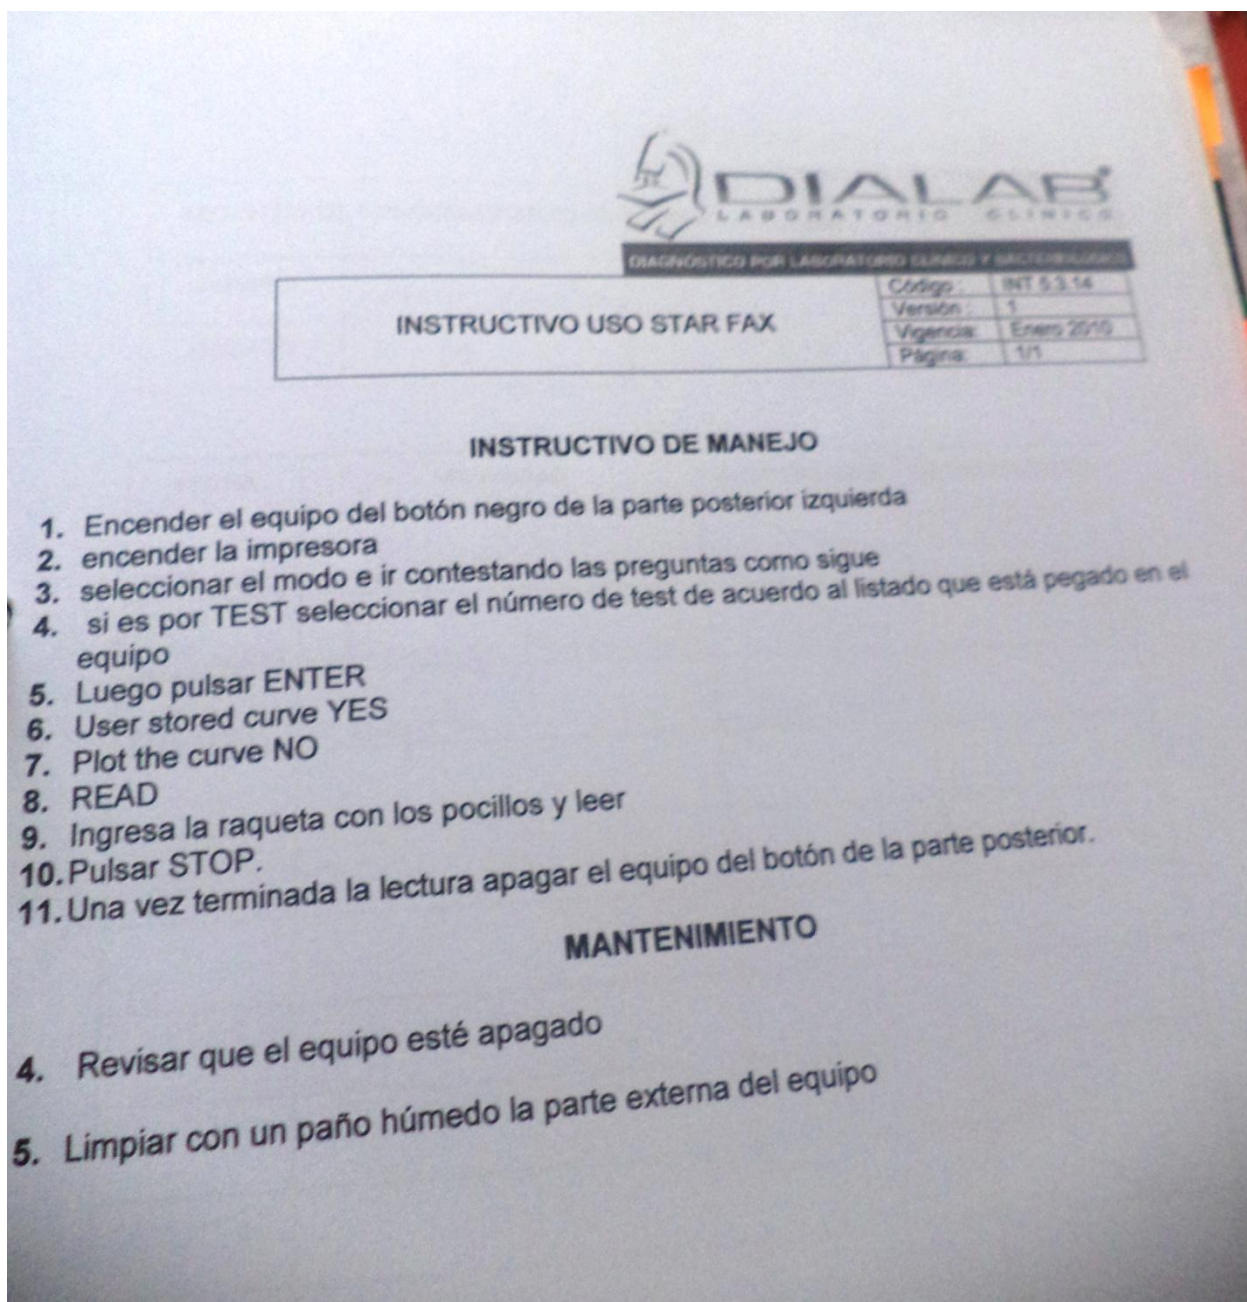 DIALAB
LABORATORIO CLINICO
DIAGNÓSTICO POR LABORATORIO CLINICO Y BACTERIOLÓGICO
INSTRUCTIVO USO STAR FAX
Código : INT 5.3.14
Versión : 1
Vigencia: Enero 2010
Página: 1/1
INSTRUCTIVO DE MANEJO
1. Encender el equipo del botón negro de la parte posterior izquierda
2. encender la impresora
3. seleccionar el modo e ir contestando las preguntas como sigue
4. si es por TEST seleccionar el número de test de acuerdo al listado que está pegado en el
equipo
5. Luego pulsar ENTER
6. User stored curve YES
7. Plot the curve NO
8. READ
9. Ingresa la raqueta con los pocillos y leer
10. Pulsar STOP.
11. Una vez terminada la lectura apagar el equipo del botón de la parte posterior.
MANTENIMIENTO
4. Revisar que el equipo esté apagado
5. Limpiar con un paño húmedo la parte externa del equipo